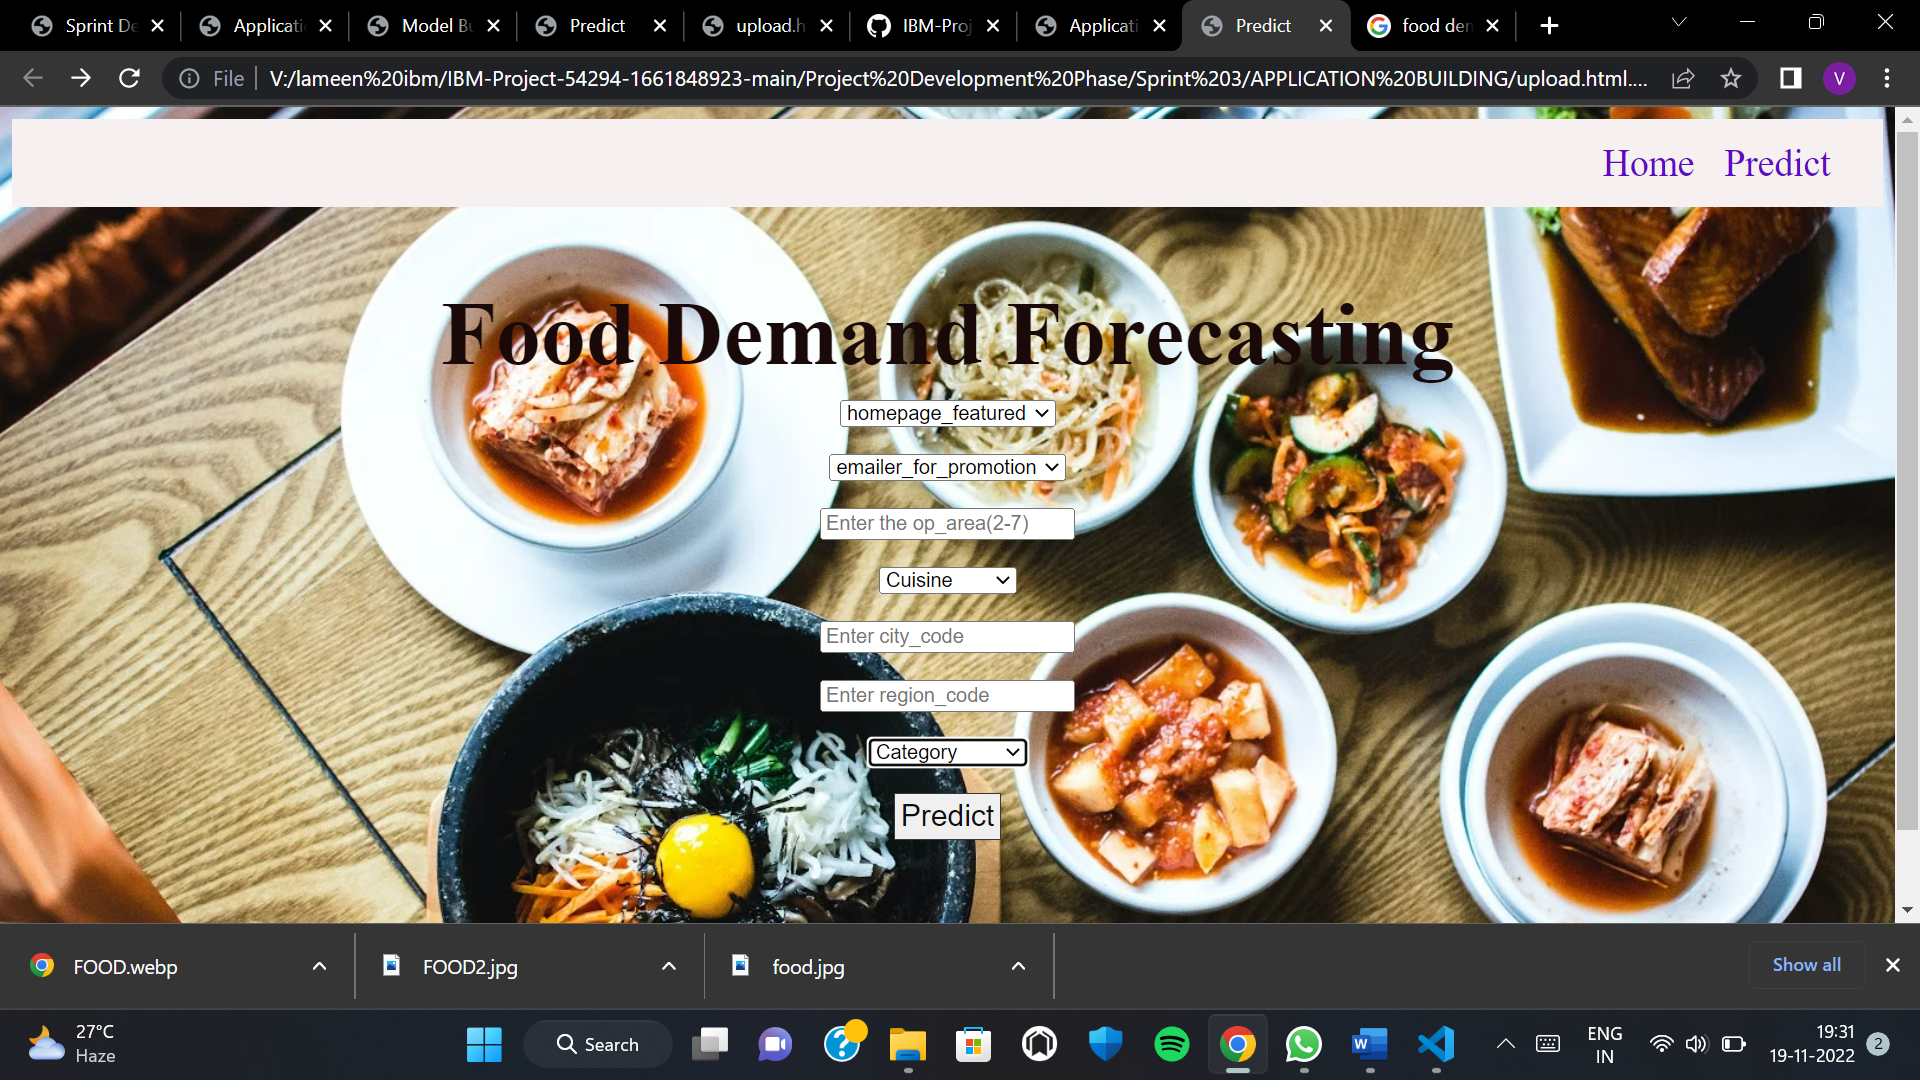 Sprint De
Applicati
Model Bu
Predict
upload.h
IBM-Proj
Applicati
Predict
food dem
File
V:/lameen%20ibm/IBM-Project-54294-1661848923-main/Project%20Development%20Phase/Sprint%203/APPLICATION%20BUILDING/upload.html....
V
Home Predict
Food Demand Forecasting
homepage_featured
emailer_for_promotion
Enter the op_area(2-7)
Cuisine
Enter city_code
Enter region_code
Category
Predict
FOOD.webp
FOOD2.jpg
food.jpg
Show all
27°C
Haze
Search
ENG
IN
19:31
19-11-2022
2